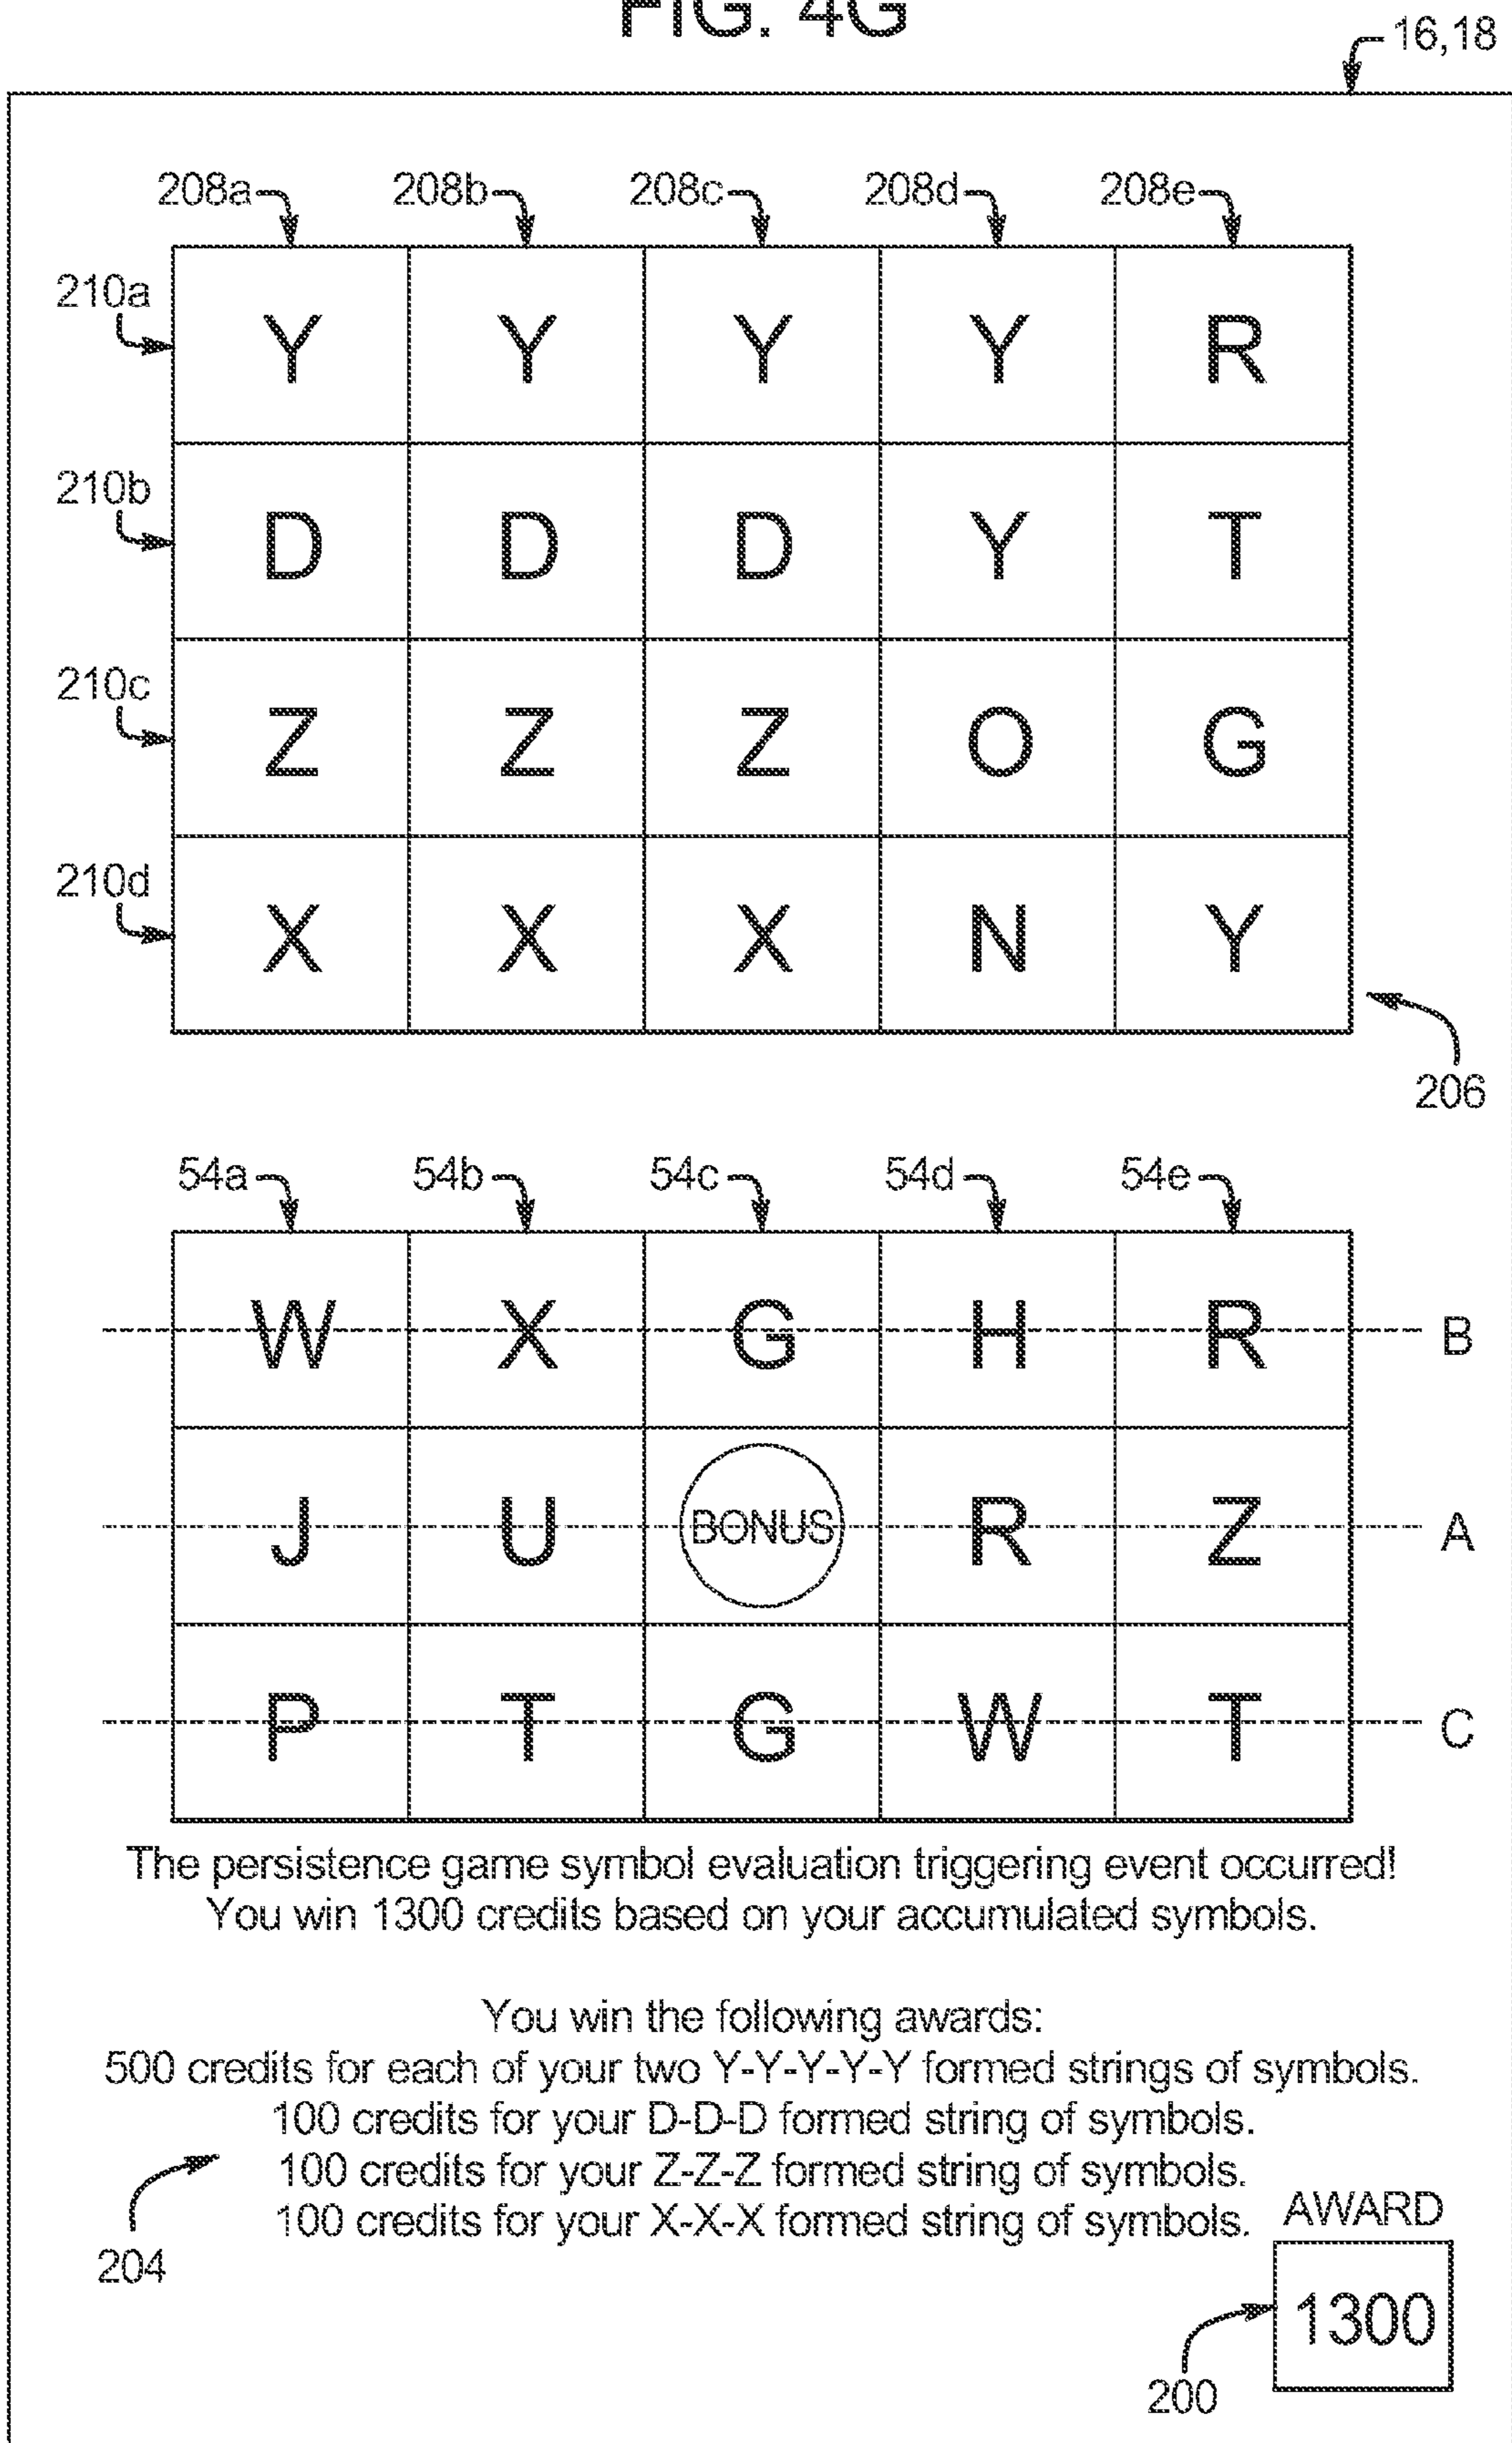 FIG. 4G
16,18
208a 208b 208c 208d 208e
210a Y Y Y Y R
210b D D D Y T
210c Z Z Z O G
210d X X X N Y
206
54a 54b 54c 54d 54e
W X G H R B
J U BONUS R Z A
P T G W T C
The persistence game symbol evaluation triggering event occurred!
You win 1300 credits based on your accumulated symbols.
You win the following awards:
500 credits for each of your two Y-Y-Y-Y-Y formed strings of symbols.
100 credits for your D-D-D formed string of symbols.
100 credits for your Z-Z-Z formed string of symbols.
100 credits for your X-X-X formed string of symbols.
204
AWARD
1300
200